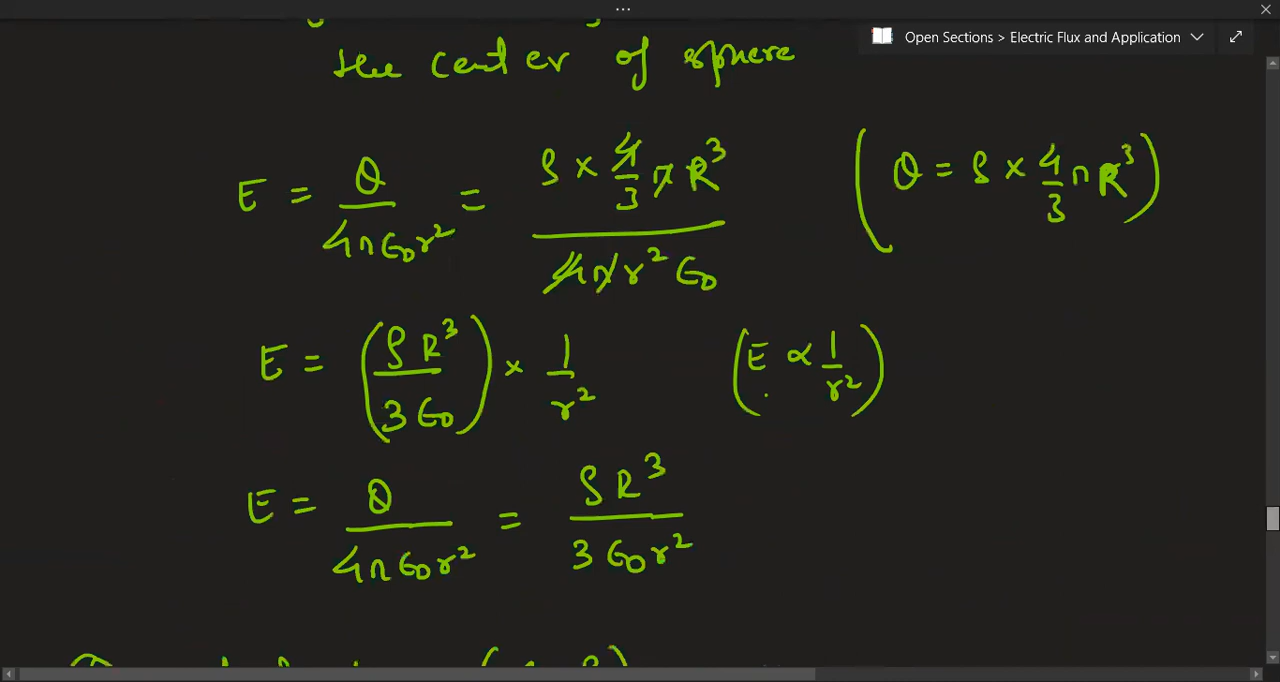 ...
Open Sections > Electric Flux and Application
the center of sphere
E = Q/4πε₀r² = ρ × 4/3 πR³ / 4πr²ε₀ (Q = ρ × 4/3 πR³)
E = (ρR³/3ε₀) × 1/r² (E ∝ 1/r²)
E = Q/4πε₀r² = ρR³/3ε₀r²